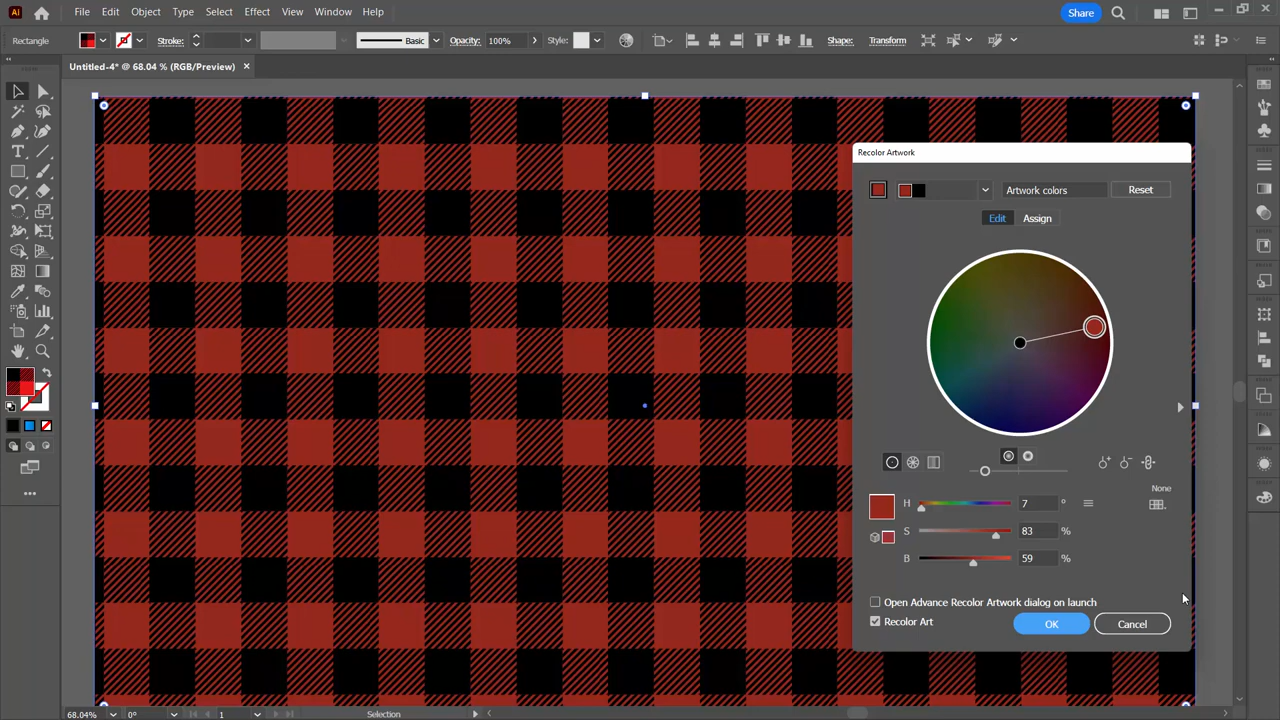 Ai File Edit Object Type Select Effect View Window Help Share
Rectangle Stroke: Basic Opacity: 100% Style: Shape: Transform
Untitled-4* @ 68.04 % (RGB/Preview) ×
Recolor Artwork
Artwork colors Reset
Edit Assign
None
H 7 °
S 83 %
B 59 %
Open Advance Recolor Artwork dialog on launch
Recolor Art
OK Cancel
68.04% 0° 1 Selection